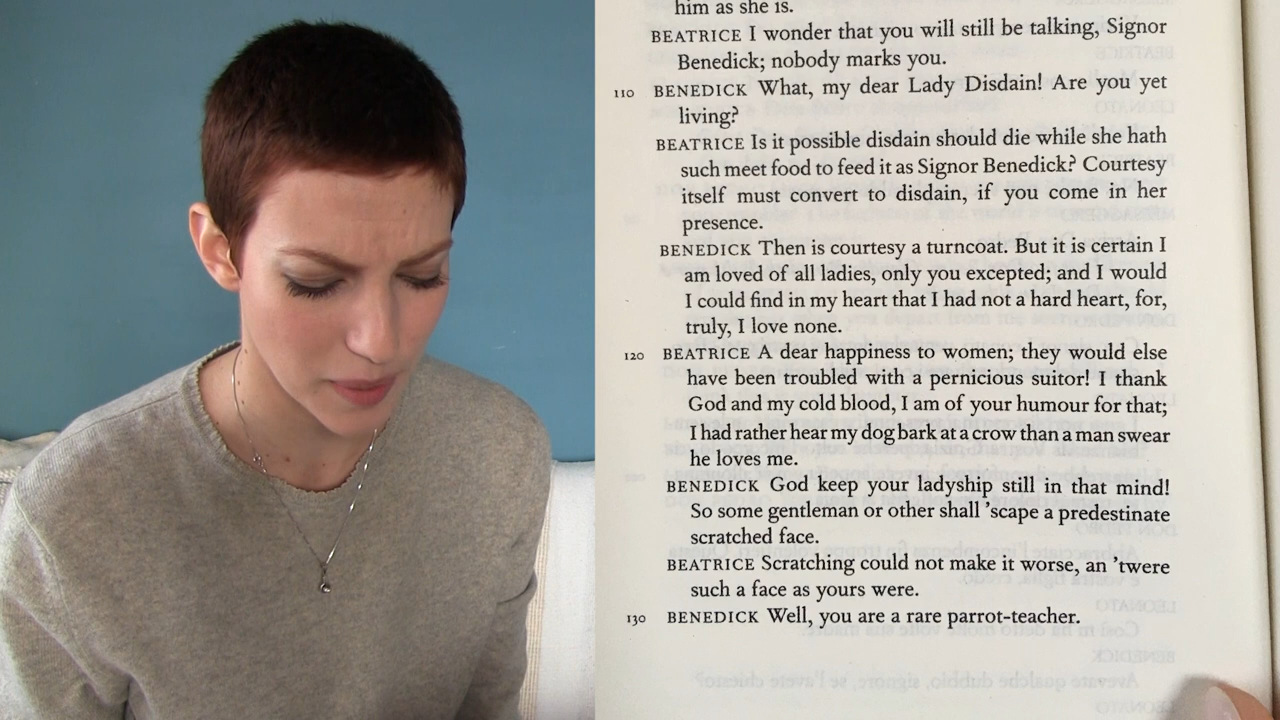 him as she is.
BEATRICE I wonder that you will still be talking, Signor
Benedick; nobody marks you.
110 BENEDICK What, my dear Lady Disdain! Are you yet
living?
BEATRICE Is it possible disdain should die while she hath
such meet food to feed it as Signor Benedick? Courtesy
itself must convert to disdain, if you come in her
presence.
BENEDICK Then is courtesy a turncoat. But it is certain I
am loved of all ladies, only you excepted; and I would
I could find in my heart that I had not a hard heart, for,
truly, I love none.
120 BEATRICE A dear happiness to women; they would else
have been troubled with a pernicious suitor! I thank
God and my cold blood, I am of your humour for that;
I had rather hear my dog bark at a crow than a man swear
he loves me.
BENEDICK God keep your ladyship still in that mind!
So some gentleman or other shall 'scape a predestinate
scratched face.
BEATRICE Scratching could not make it worse, an 'twere
such a face as yours were.
130 BENEDICK Well, you are a rare parrot-teacher.